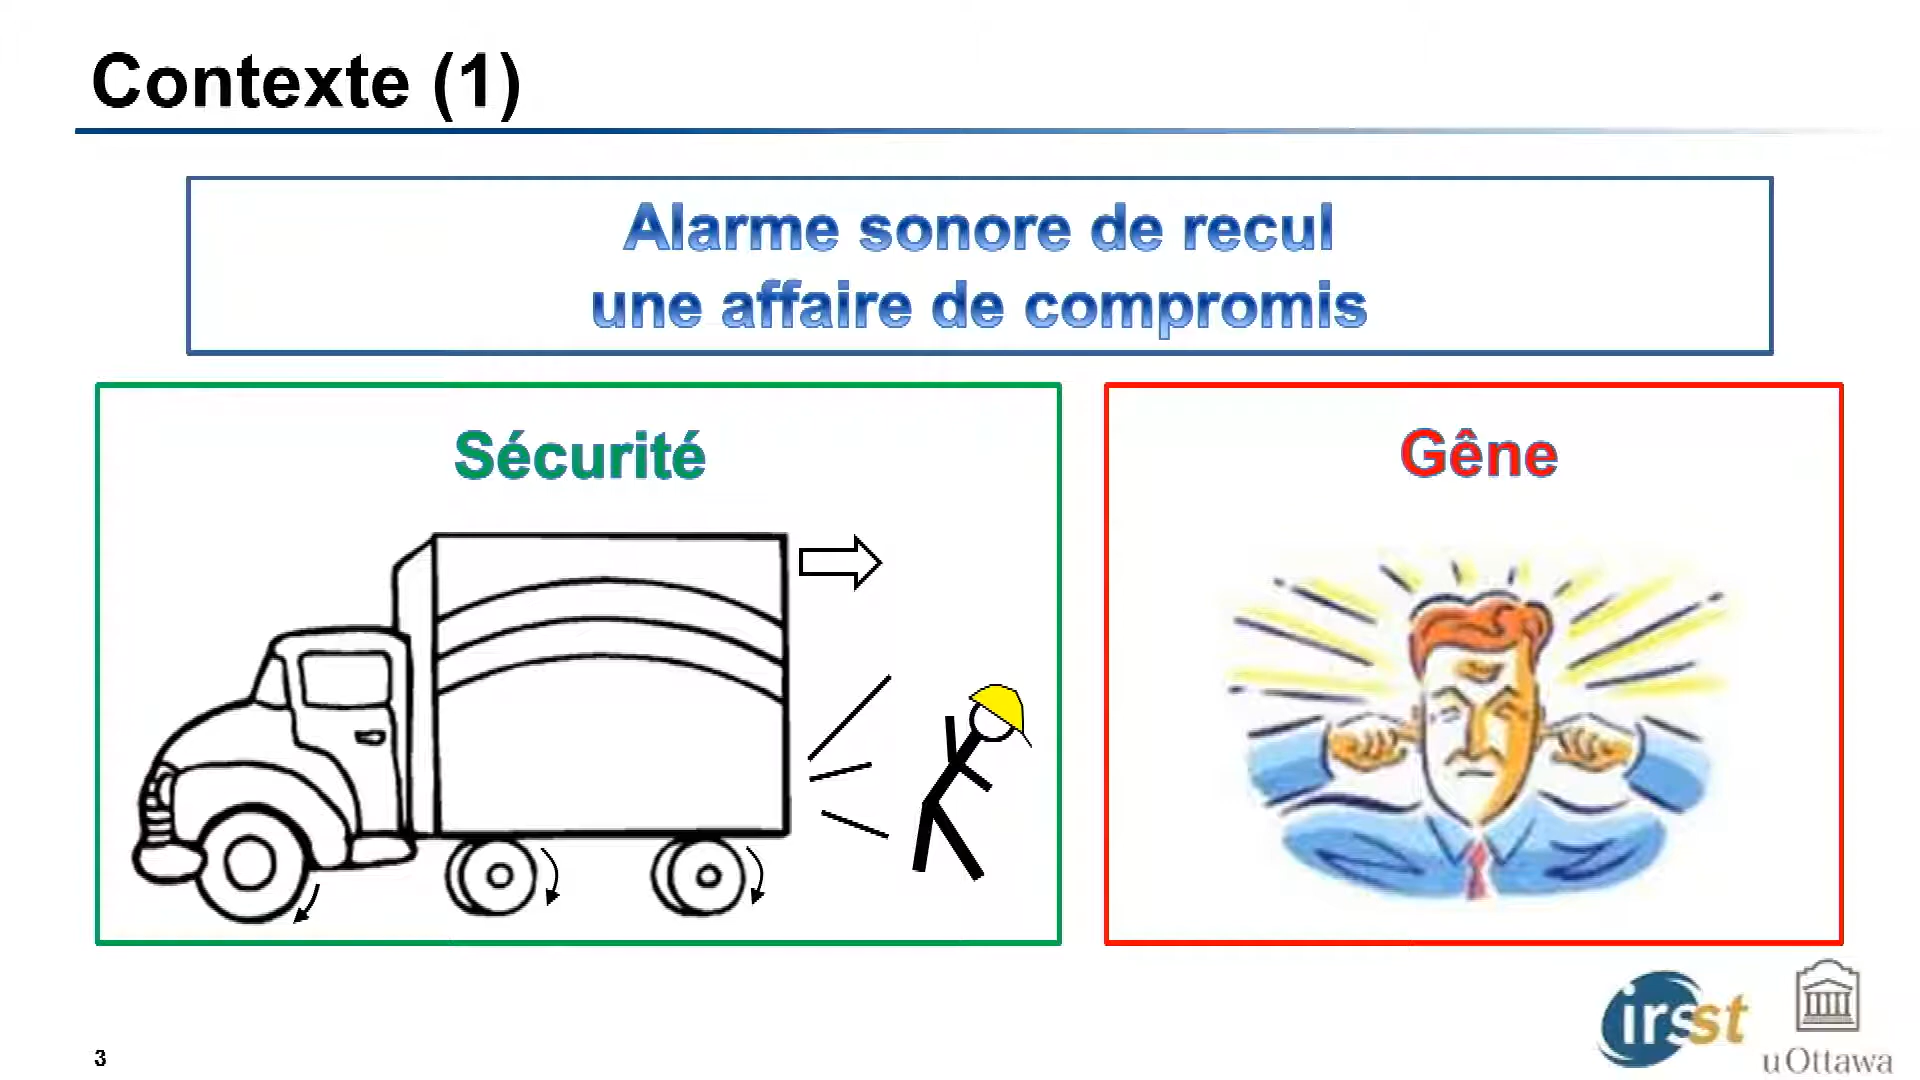 Contexte (1)
Alarme sonore de recul
une affaire de compromis
Sécurité
Gêne
irsst
uOttawa
3